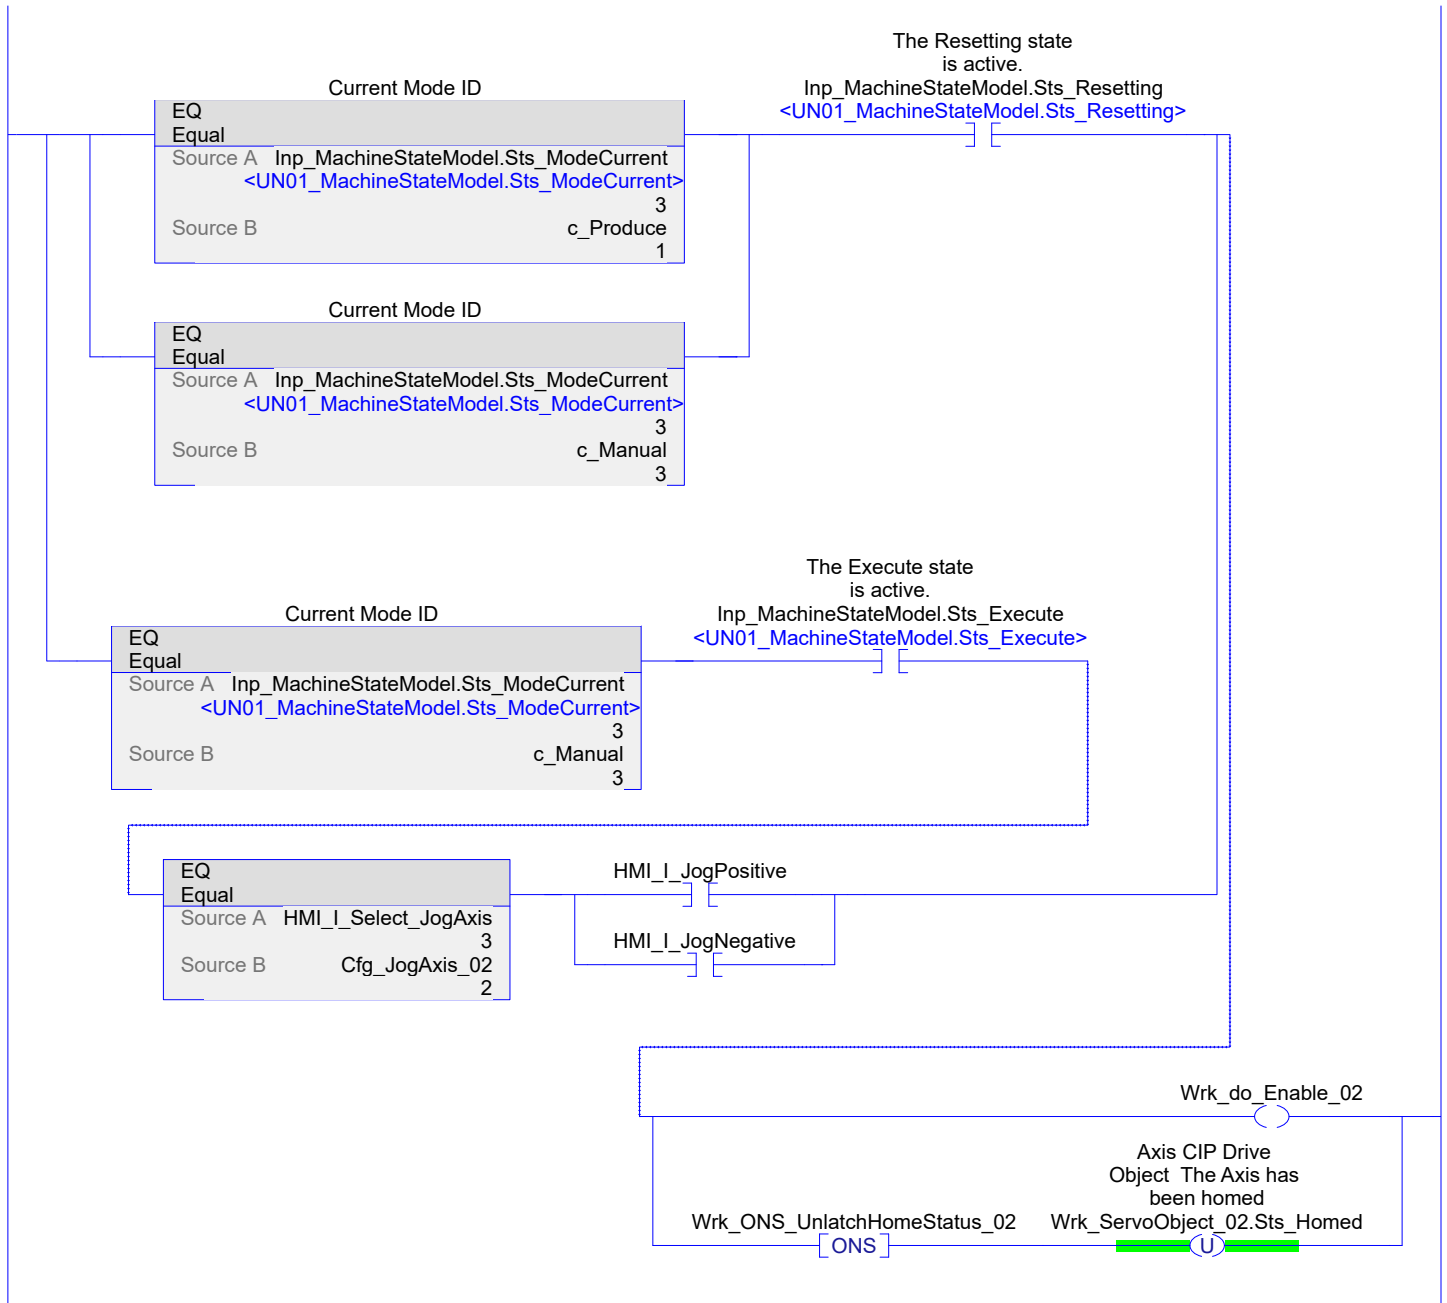 The Resetting state
is active.
Inp_MachineStateModel.Sts_Resetting
<UN01_MachineStateModel.Sts_Resetting>
Current Mode ID
EQ
Equal
Source A Inp_MachineStateModel.Sts_ModeCurrent
<UN01_MachineStateModel.Sts_ModeCurrent>
3
Source B c_Produce
1
Current Mode ID
EQ
Equal
Source A Inp_MachineStateModel.Sts_ModeCurrent
<UN01_MachineStateModel.Sts_ModeCurrent>
3
Source B c_Manual
3
The Execute state
is active.
Inp_MachineStateModel.Sts_Execute
<UN01_MachineStateModel.Sts_Execute>
Current Mode ID
EQ
Equal
Source A Inp_MachineStateModel.Sts_ModeCurrent
<UN01_MachineStateModel.Sts_ModeCurrent>
3
Source B c_Manual
3
EQ
Equal
Source A HMI_I_Select_JogAxis
3
Source B Cfg_JogAxis_02
2
HMI_I_JogPositive
HMI_I_JogNegative
Wrk_do_Enable_02
Axis CIP Drive
Object The Axis has
been homed
Wrk_ONS_UnlatchHomeStatus_02 Wrk_ServoObject_02.Sts_Homed
ONS U